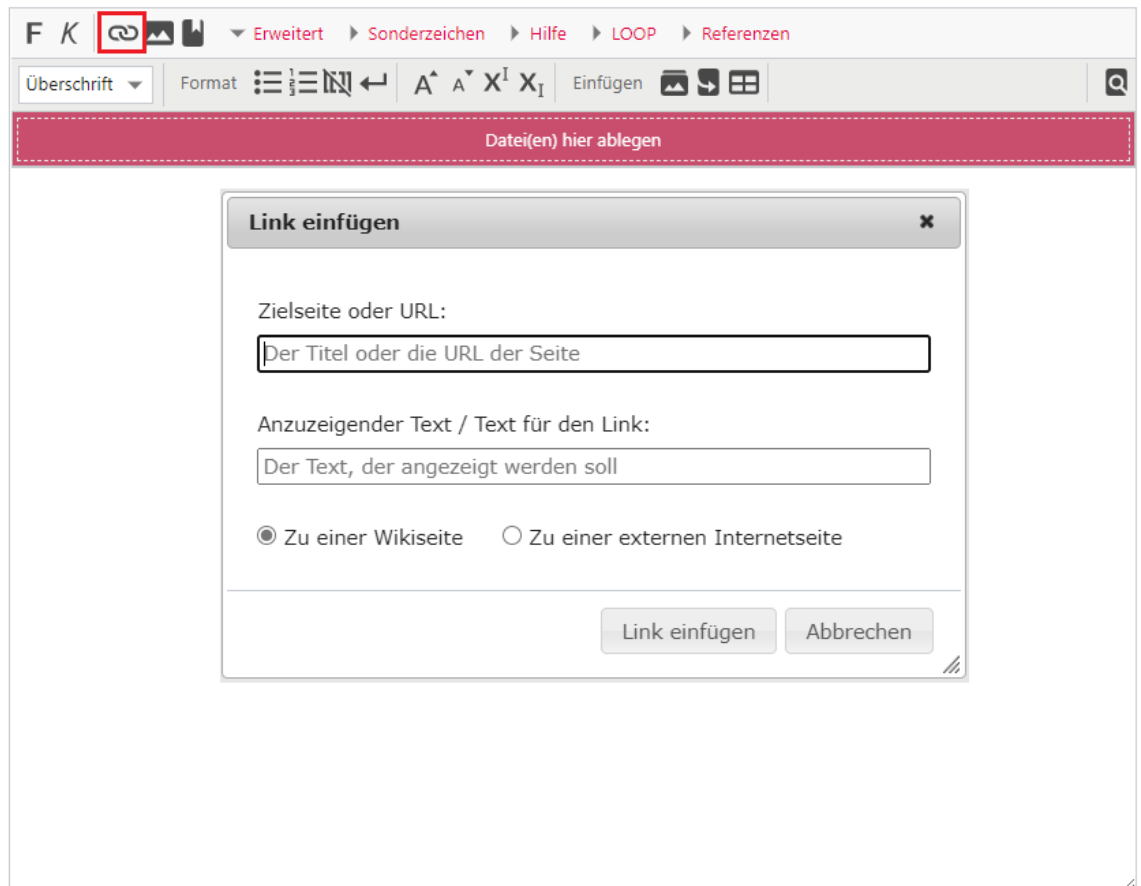 F K Erweitert Sonderzeichen Hilfe LOOP Referenzen
Überschrift Format A A X^I X_I Einfügen
Datei(en) hier ablegen
Link einfügen
Zielseite oder URL:
Der Titel oder die URL der Seite
Anzuzeigender Text / Text für den Link:
Der Text, der angezeigt werden soll
Zu einer Wikiseite Zu einer externen Internetseite
Link einfügen Abbrechen